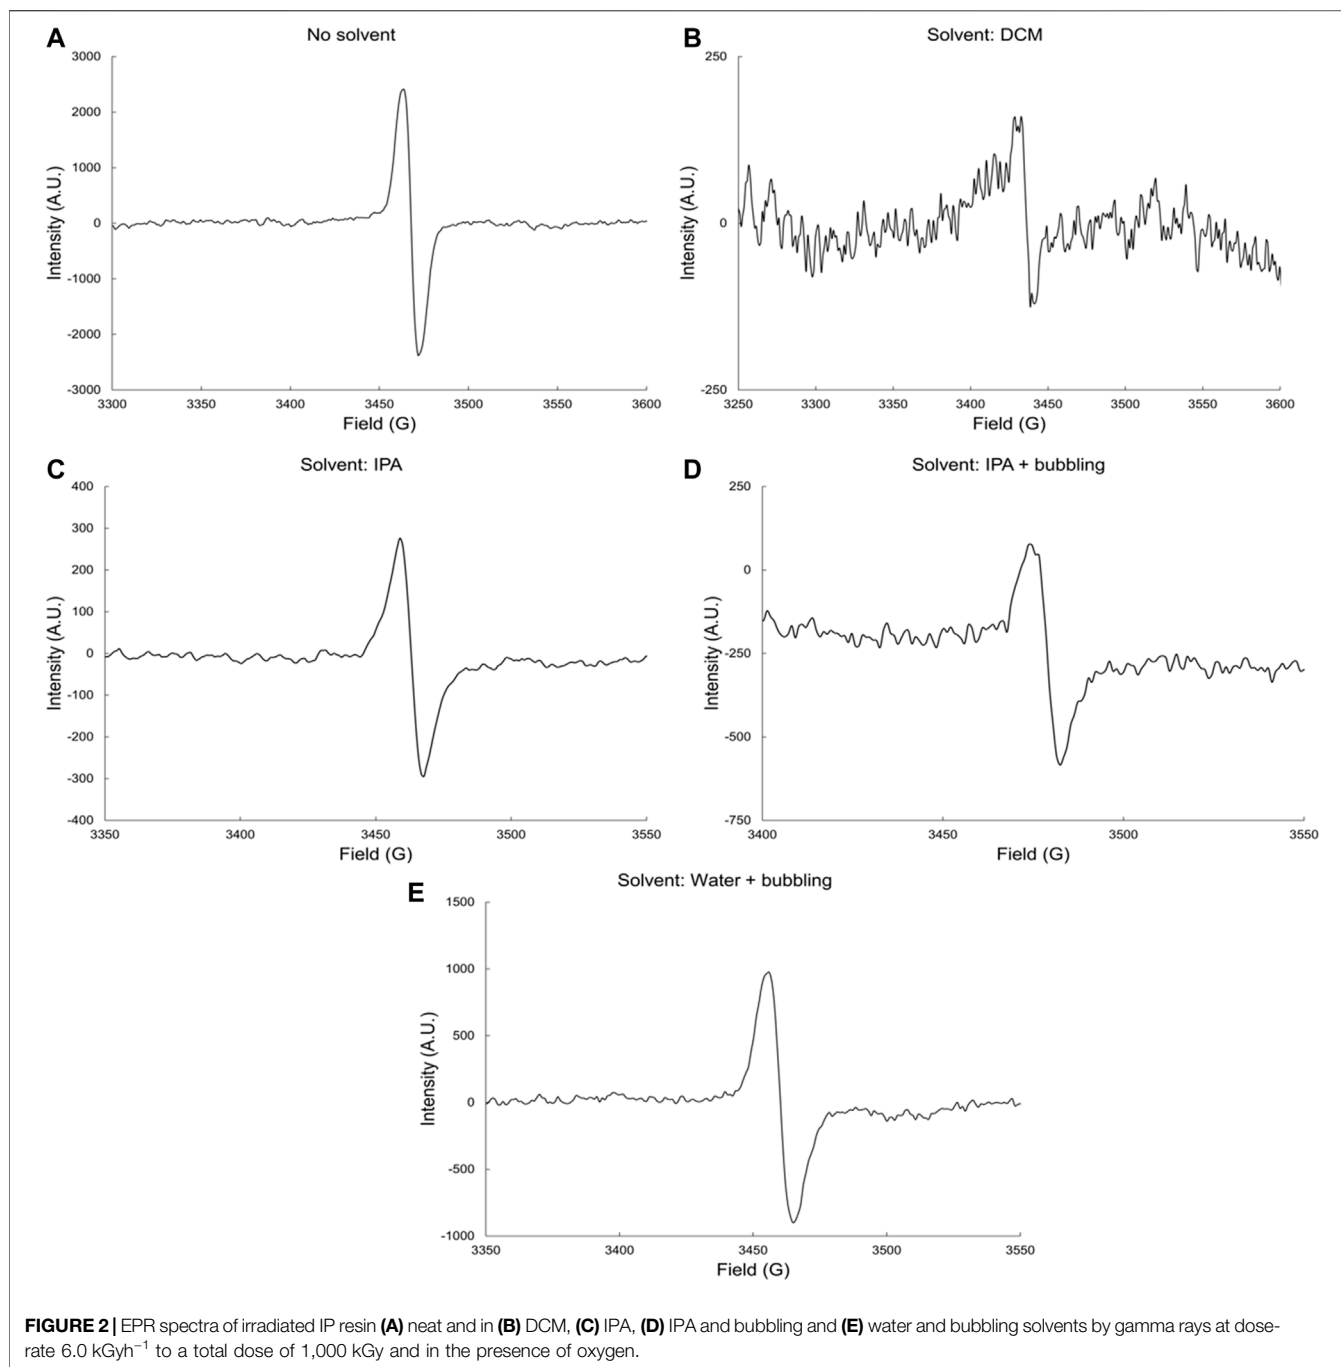 A
No solvent
3000
2000
1000
0
-1000
-2000
-3000
Intensity (A.U.)
3300 3350 3400 3450 3500 3550 3600
Field (G)
B
Solvent: DCM
250
0
-250
Intensity (A.U.)
3250 3300 3350 3400 3450 3500 3550 3600
Field (G)
C
Solvent: IPA
400
300
200
100
0
-100
-200
-300
-400
Intensity (A.U.)
3350 3400 3450 3500 3550
Field (G)
D
Solvent: IPA + bubbling
250
0
-250
-500
-750
Intensity (A.U.)
3400 3450 3500 3550
Field (G)
E
Solvent: Water + bubbling
1500
1000
500
0
-500
-1000
Intensity (A.U.)
3350 3400 3450 3500 3550
Field (G)
FIGURE 2 | EPR spectra of irradiated IP resin (A) neat and in (B) DCM, (C) IPA, (D) IPA and bubbling and (E) water and bubbling solvents by gamma rays at dose-
rate 6.0 kGyh⁻¹ to a total dose of 1,000 kGy and in the presence of oxygen.